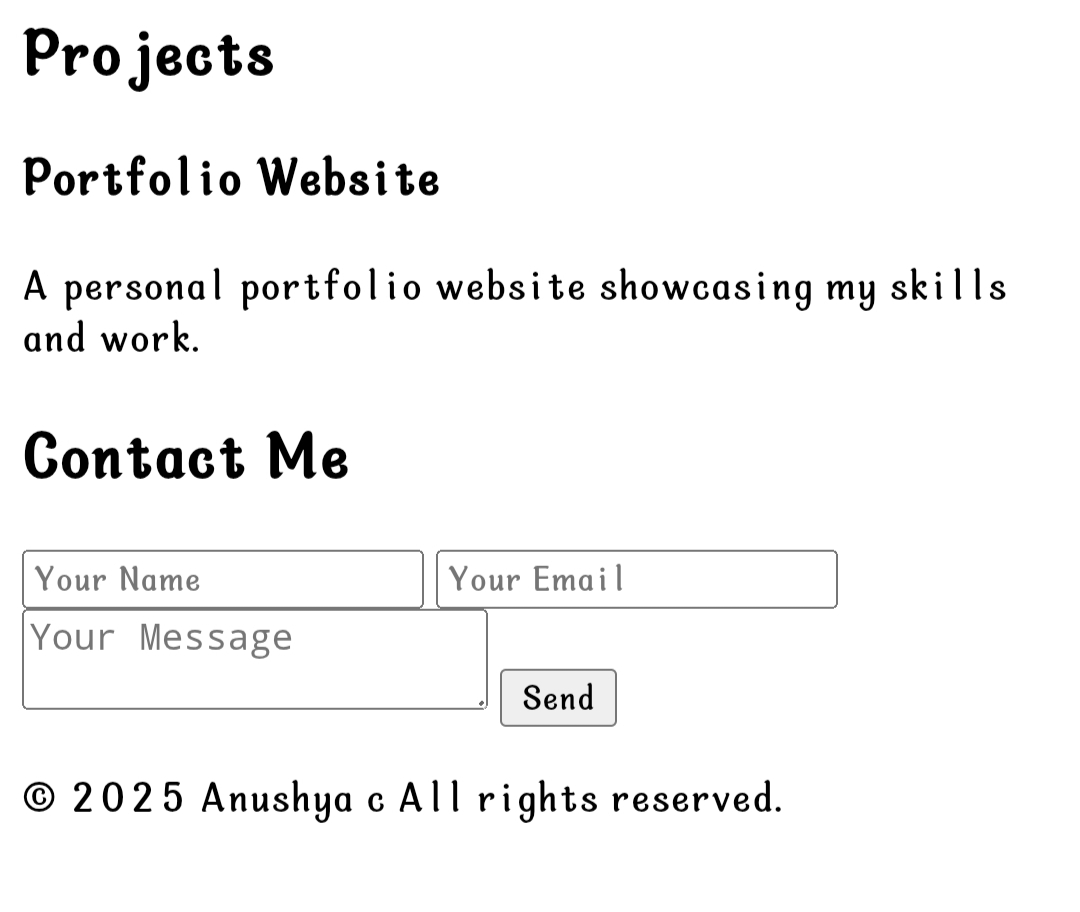 Projects
Portfolio Website
A personal portfolio website showcasing my skills
and work.
Contact Me
Your Name Your Email
Your Message
Send
© 2025 Anushya c All rights reserved.